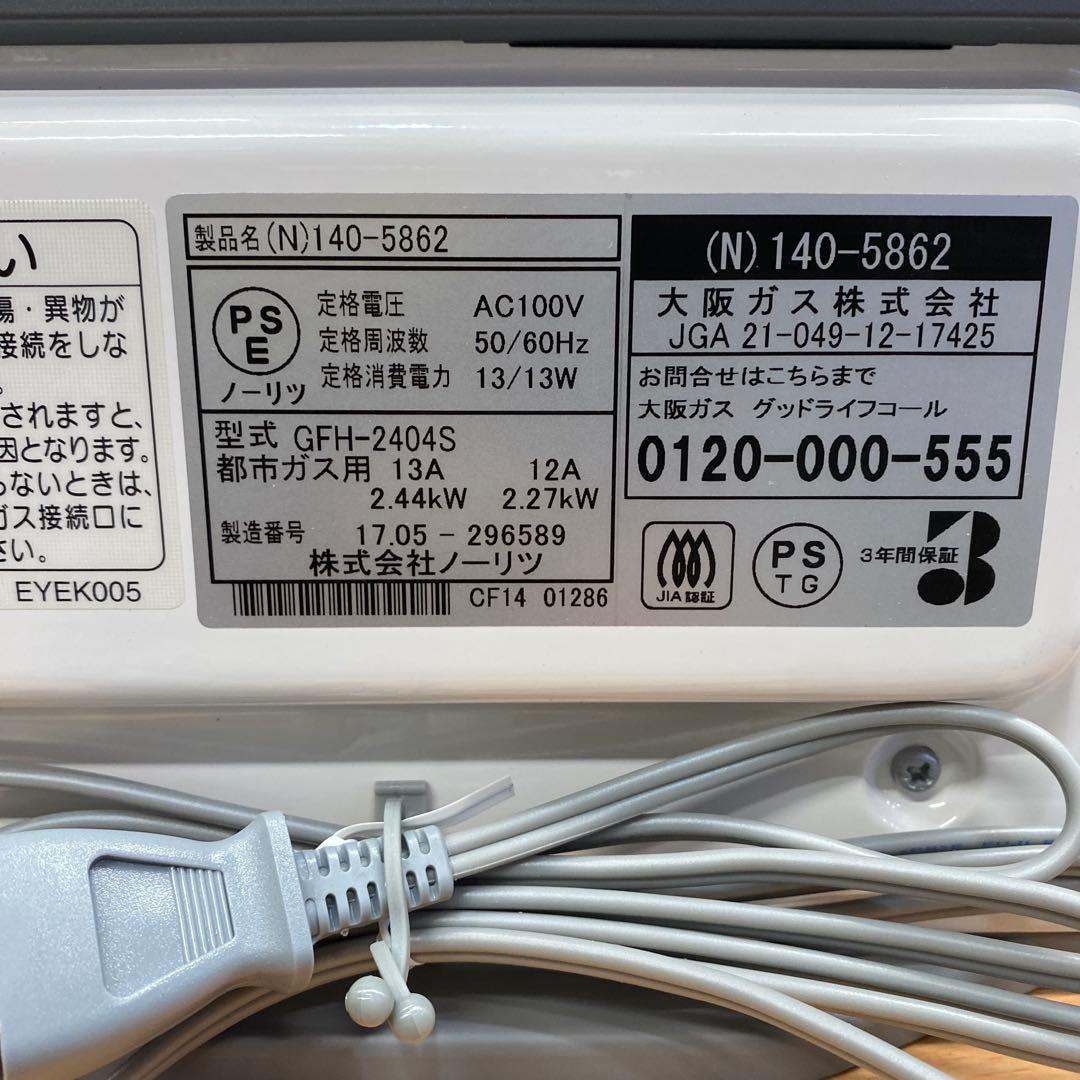 い
傷・異物が
接続をしな
。
されますと、
因となります。
らないときは、
ガス接続口に
さい。
EYEK005
製品名(N)140-5862
PS
E
ノーリツ
定格電圧 AC100V
定格周波数 50/60Hz
定格消費電力 13/13W
型式 GFH-2404S
都市ガス用 13A 12A
2.44kW 2.27kW
製造番号 17.05-296589
株式会社ノーリツ
CF14 01286
(N)140-5862
大阪ガス株式会社
JGA 21-049-12-17425
お問合せはこちらまで
大阪ガス グッドライフコール
0120-000-555
JIA認証
PS
TG
3年間保証
3